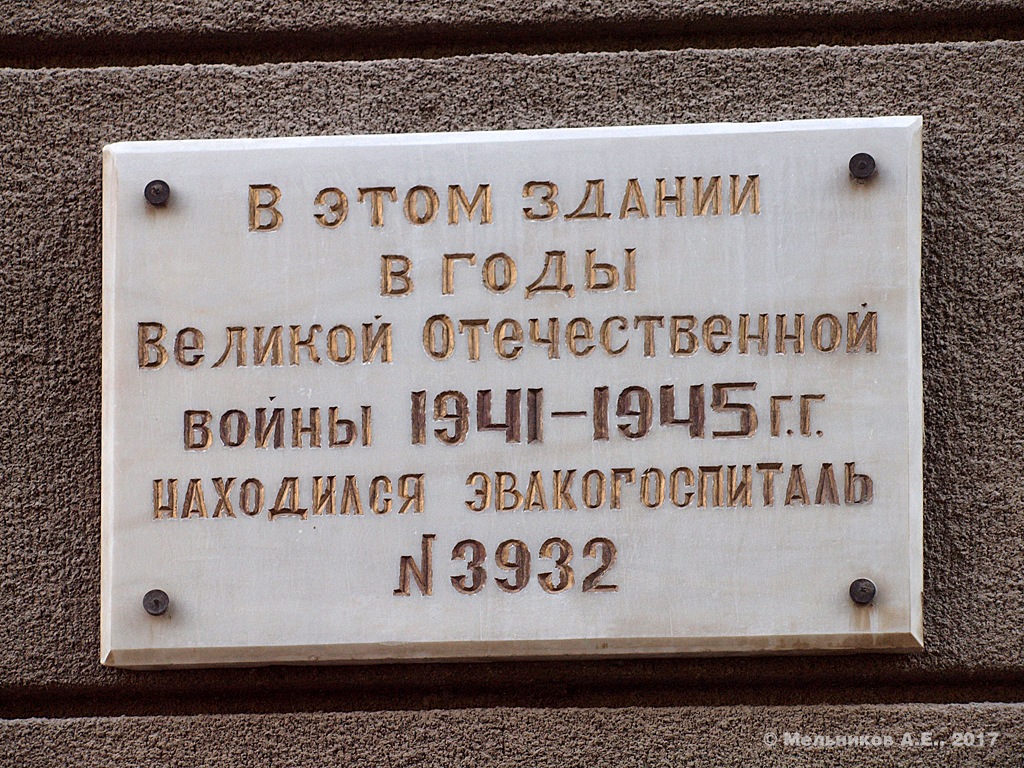 В этом здании
в годы
Великой Отечественной
войны 1941-1945 г.г.
находился эвакогоспиталь
N 3932
© Мельников А.Е., 2017